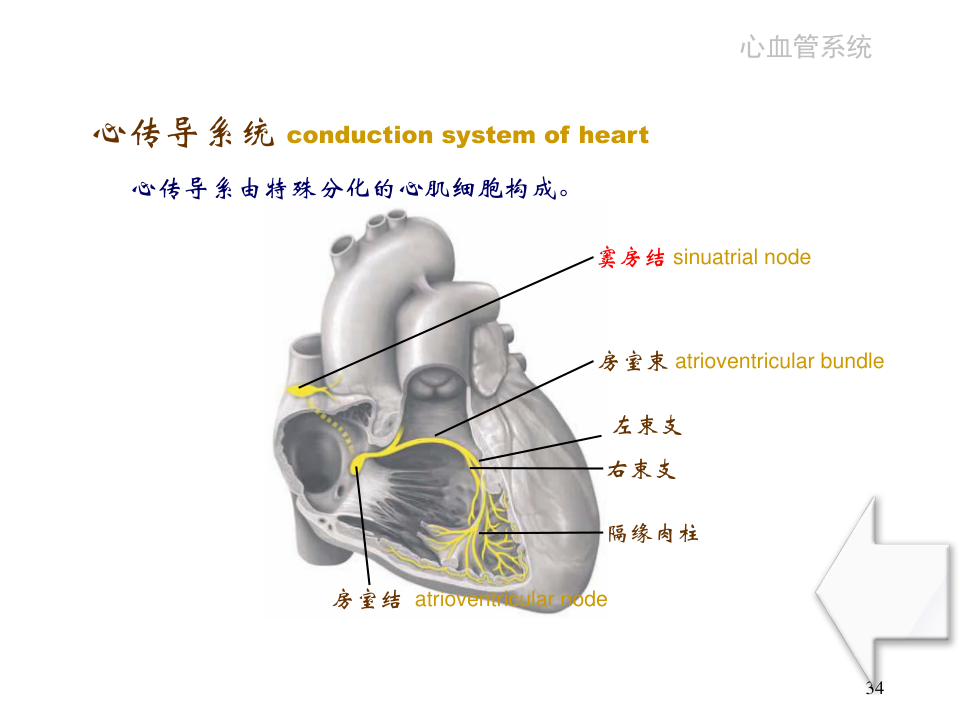 心血管系统
心传导系统 conduction system of heart
心传导系由特殊分化的心肌细胞构成。
窦房结 sinuatrial node
房室束 atrioventricular bundle
左束支
右束支
隔缘肉柱
房室结 atrioventricular node
34